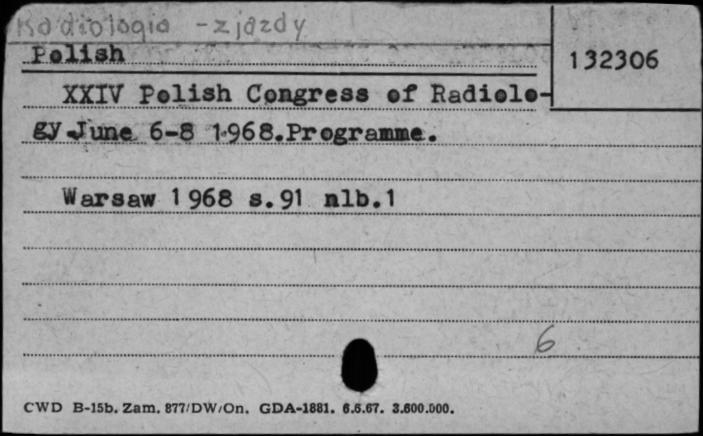 Radiologia - zjazdy
Polish
132306
XXIV Polish Congress of Radiolo-
gy June 6-8 1968.Programme.
Warsaw 1968 s.91 nlb.1
6
CWD B-15b. Zam. 877/DW/On. GDA-1881. 6.6.67. 3.600.000.